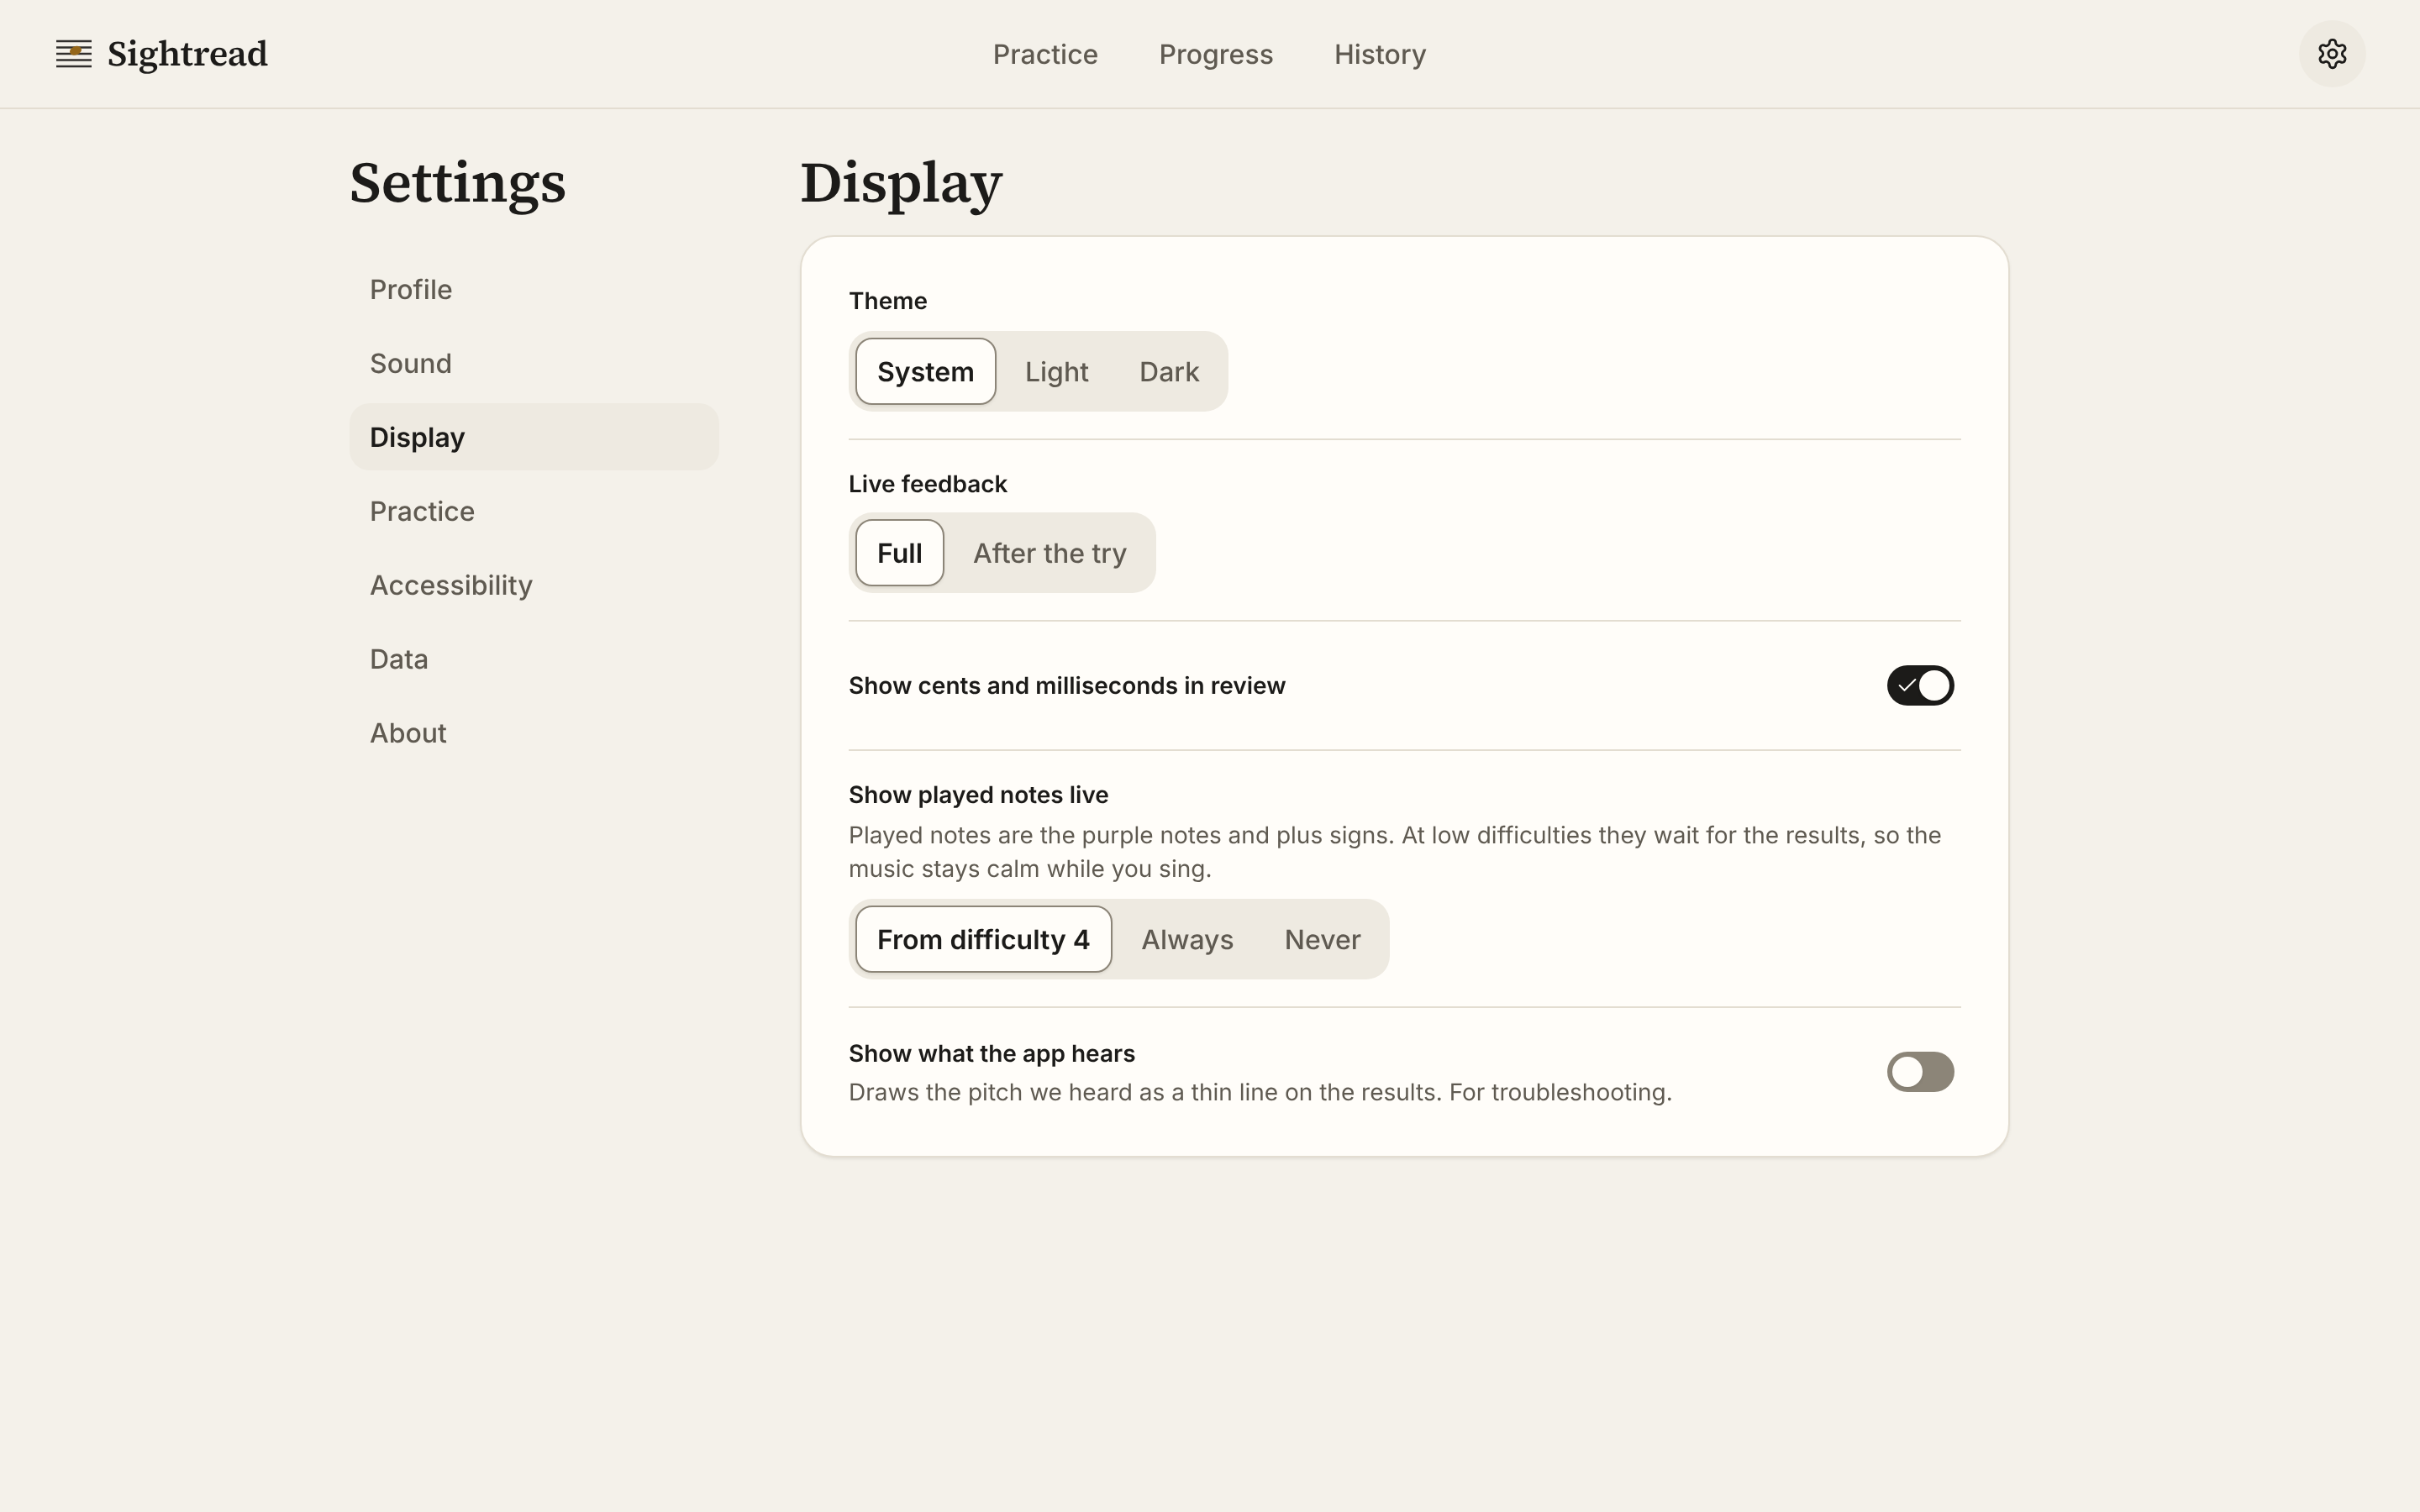 Sightread
Practice
Progress
History
Settings
Profile
Sound
Display
Practice
Accessibility
Data
About
Display
Theme
System
Light
Dark
Live feedback
Full
After the try
Show cents and milliseconds in review
Show played notes live
Played notes are the purple notes and plus signs. At low difficulties they wait for the results, so the
music stays calm while you sing.
From difficulty 4
Always
Never
Show what the app hears
Draws the pitch we heard as a thin line on the results. For troubleshooting.